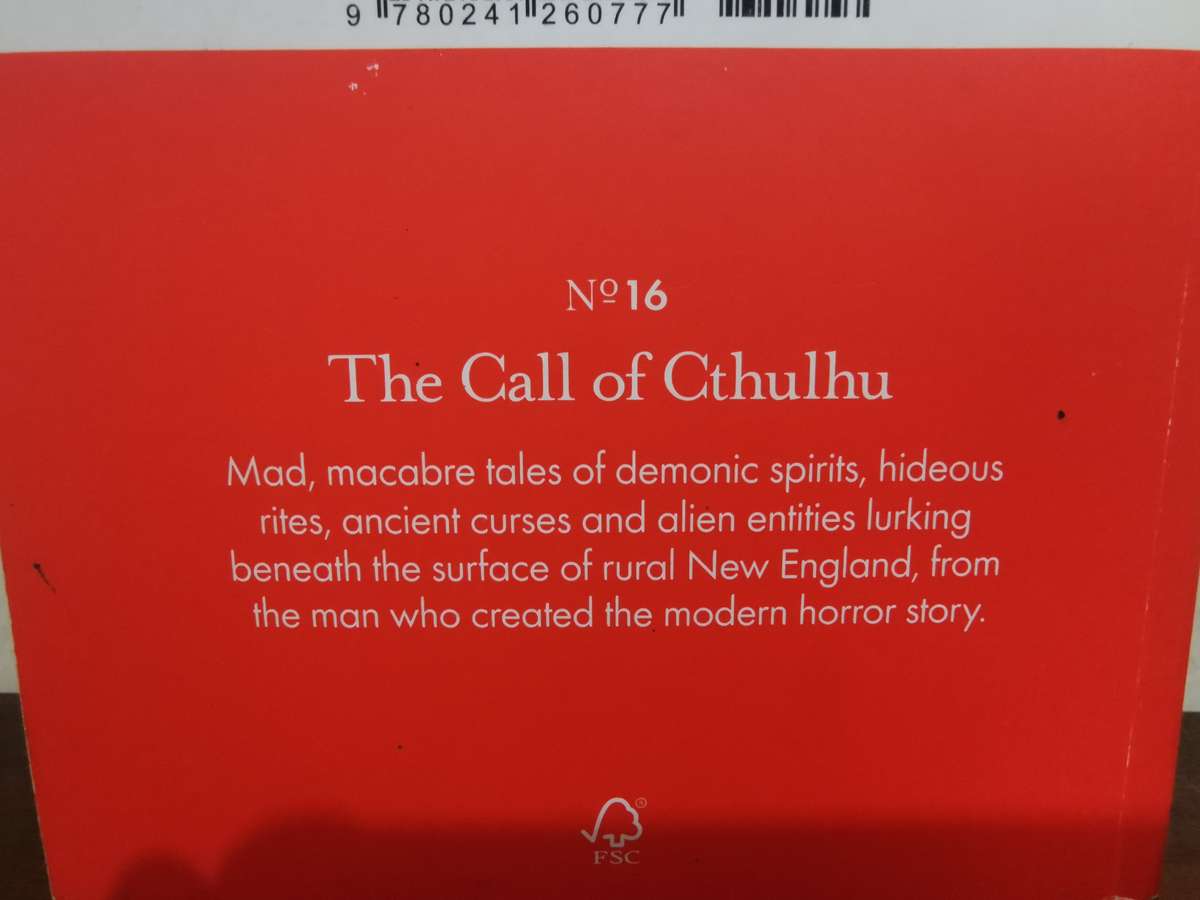 9 780241 260777
Nº 16
The Call of Cthulhu
Mad, macabre tales of demonic spirits, hideous
rites, ancient curses and alien entities lurking
beneath the surface of rural New England, from
the man who created the modern horror story.
®
FSC